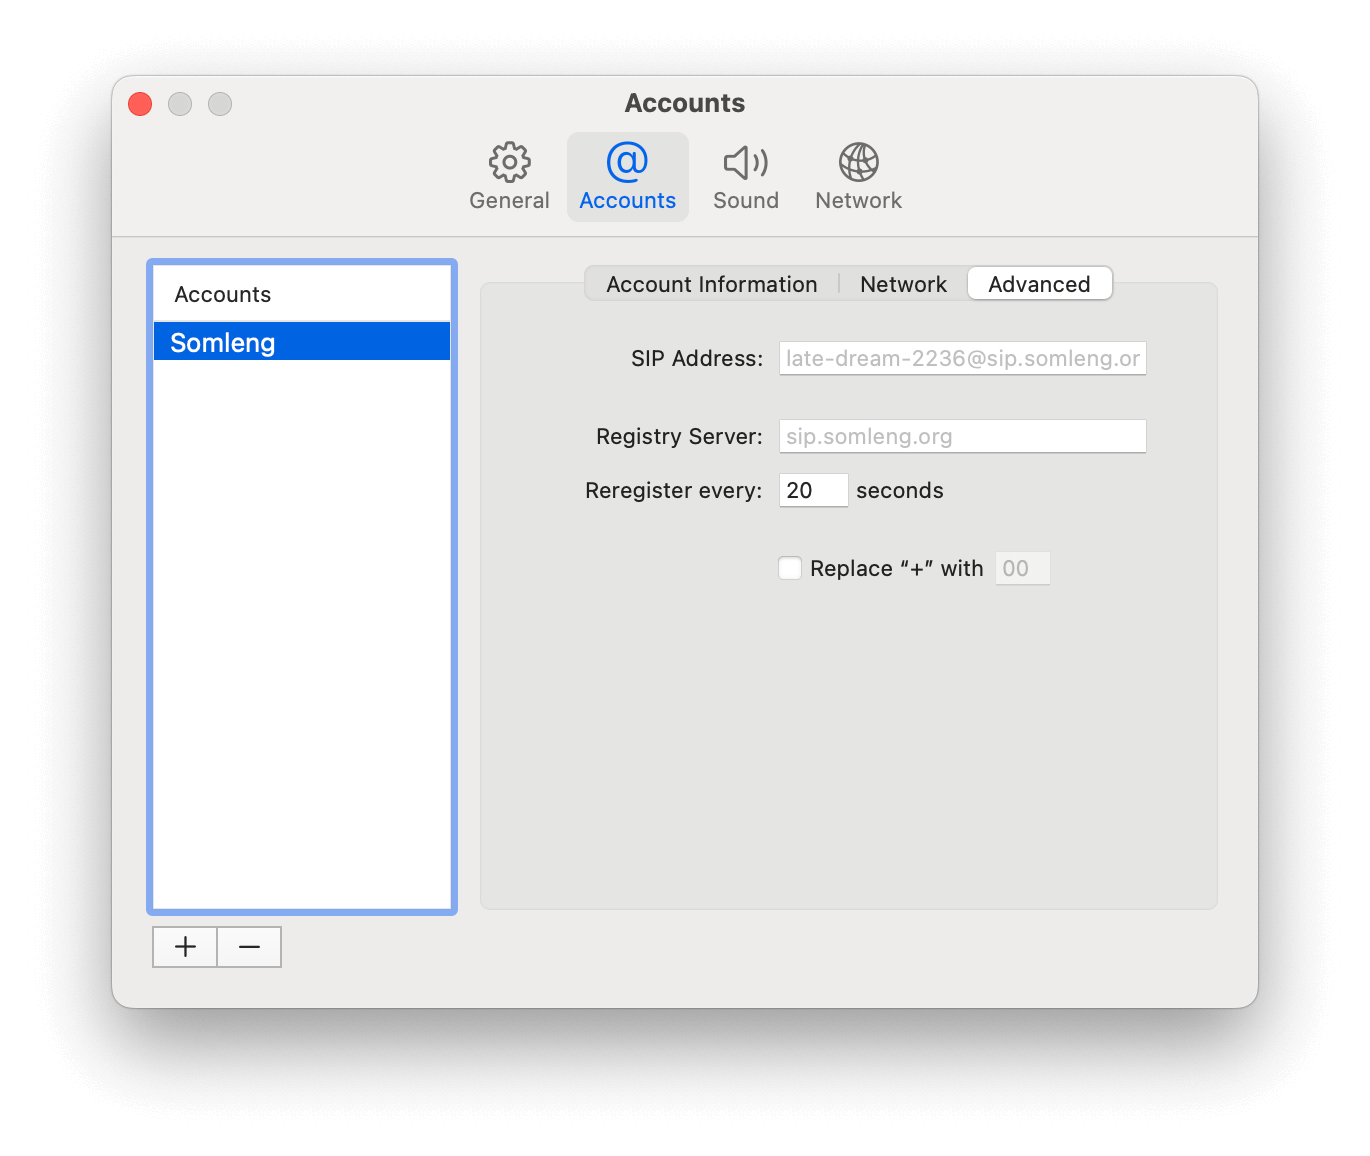 Accounts
General
Accounts
Sound
Network
Accounts
Somleng
Account Information
Network
Advanced
SIP Address: late-dream-2236@sip.somleng.or
Registry Server: sip.somleng.org
Reregister every: 20 seconds
Replace “+” with 00